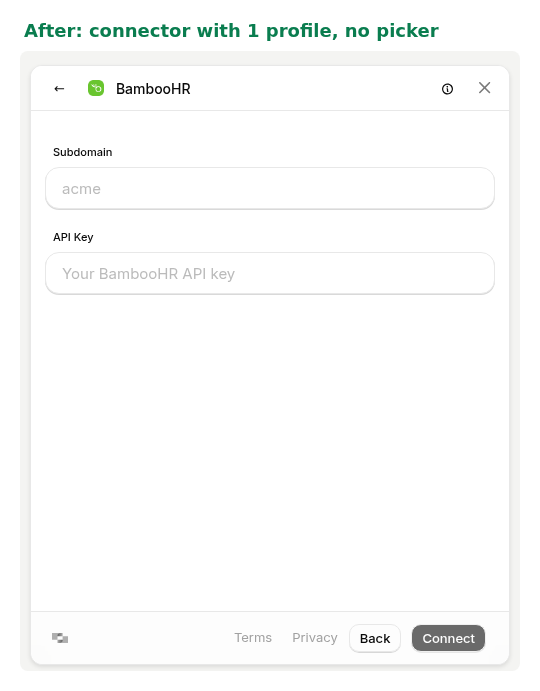 After: connector with 1 profile, no picker
← BambooHR
Subdomain
acme
API Key
Your BambooHR API key
Terms Privacy Back Connect